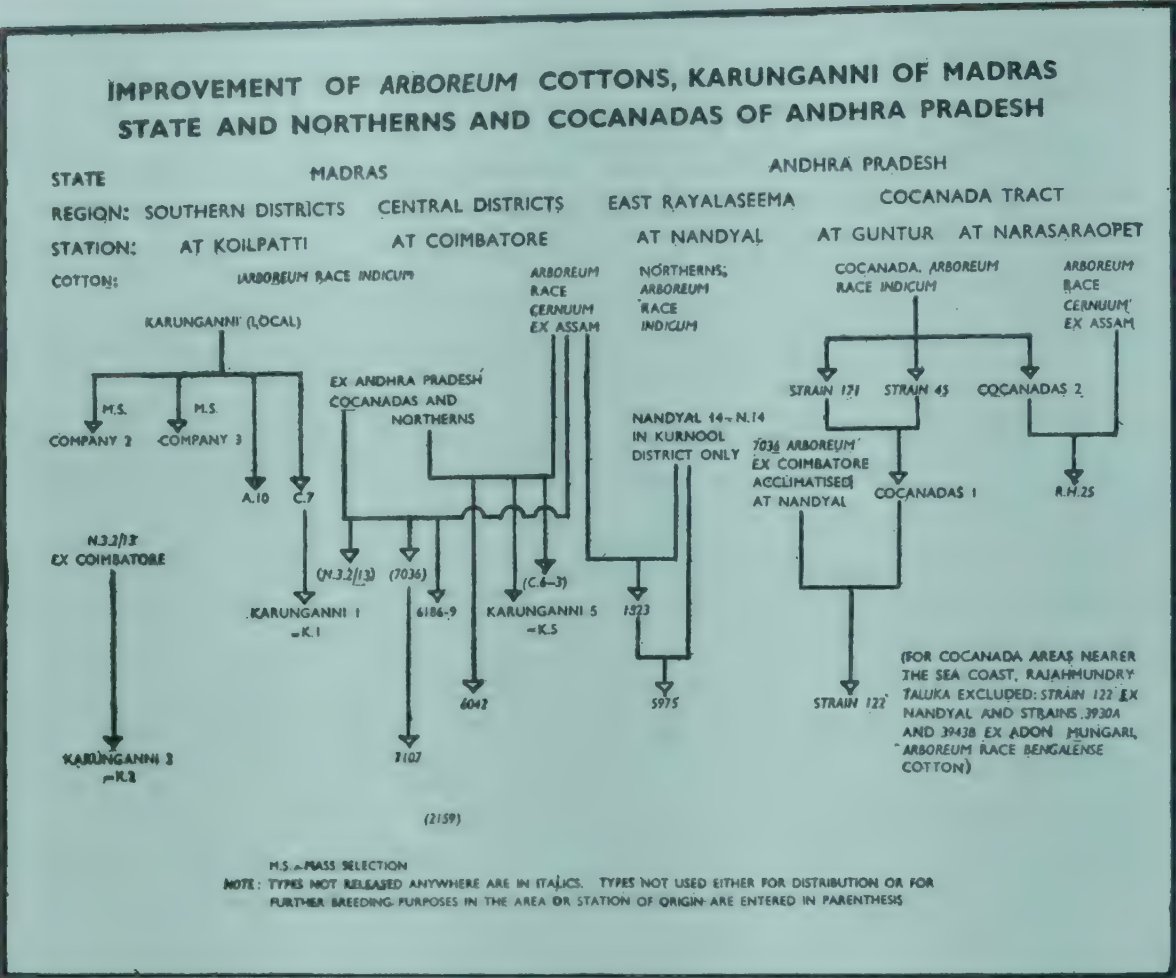 IMPROVEMENT OF ARBOREUM COTTONS, KARUNGANNI OF MADRAS
STATE AND NORTHERNS AND COCANADAS OF ANDHRA PRADESH
STATE MADRAS ANDHRA PRADESH
REGION: SOUTHERN DISTRICTS CENTRAL DISTRICTS EAST RAYALASEEMA COCANADA TRACT
STATION: AT KOILPATTI AT COIMBATORE AT NANDYAL AT GUNTUR AT NARASARAOPET
COTTON: ARBOREUM RACE INDICUM
ARBOREUM
RACE
CERNUUM
EX ASSAM
NORTHERNS;
ARBOREUM
RACE
INDICUM
COCANADA, ARBOREUM
RACE INDICUM
ARBOREUM
RACE
CERNUUM
EX ASSAM
KARUNGANNI (LOCAL)
M.S. M.S.
COMPANY 2 COMPANY 3
A.10 C.7
EX ANDHRA PRADESH
COCANADAS AND
NORTHERNS
NANDYAL 14=N.14
IN KURNOOL
DISTRICT ONLY
STRAIN 171 STRAIN 45 COCANADAS 2
7036 ARBOREUM
EX COIMBATORE
ACCLIMATISED
AT NANDYAL
COCANADAS 1 R.H.25
N.3.2/13
EX COIMBATORE
(N.3.2/13) (7036) (C.6-3)
KARUNGANNI 1
=K.1
6186-9
KARUNGANNI 5
=K.5
1523
6042 5975 STRAIN 122
(FOR COCANADA AREAS NEARER
THE SEA COAST, RAJAHMUNDRY
TALUKA EXCLUDED: STRAIN 122 EX
NANDYAL AND STRAINS 3930A
AND 3943B EX ADON MUNGARI,
ARBOREUM RACE BENGALENSE
COTTON)
KARUNGANNI 2
=K.2
7107
(2159)
M.S.=MASS SELECTION
NOTE: TYPES NOT RELEASED ANYWHERE ARE IN ITALICS. TYPES NOT USED EITHER FOR DISTRIBUTION OR FOR
FURTHER BREEDING PURPOSES IN THE AREA OR STATION OF ORIGIN ARE ENTERED IN PARENTHESIS